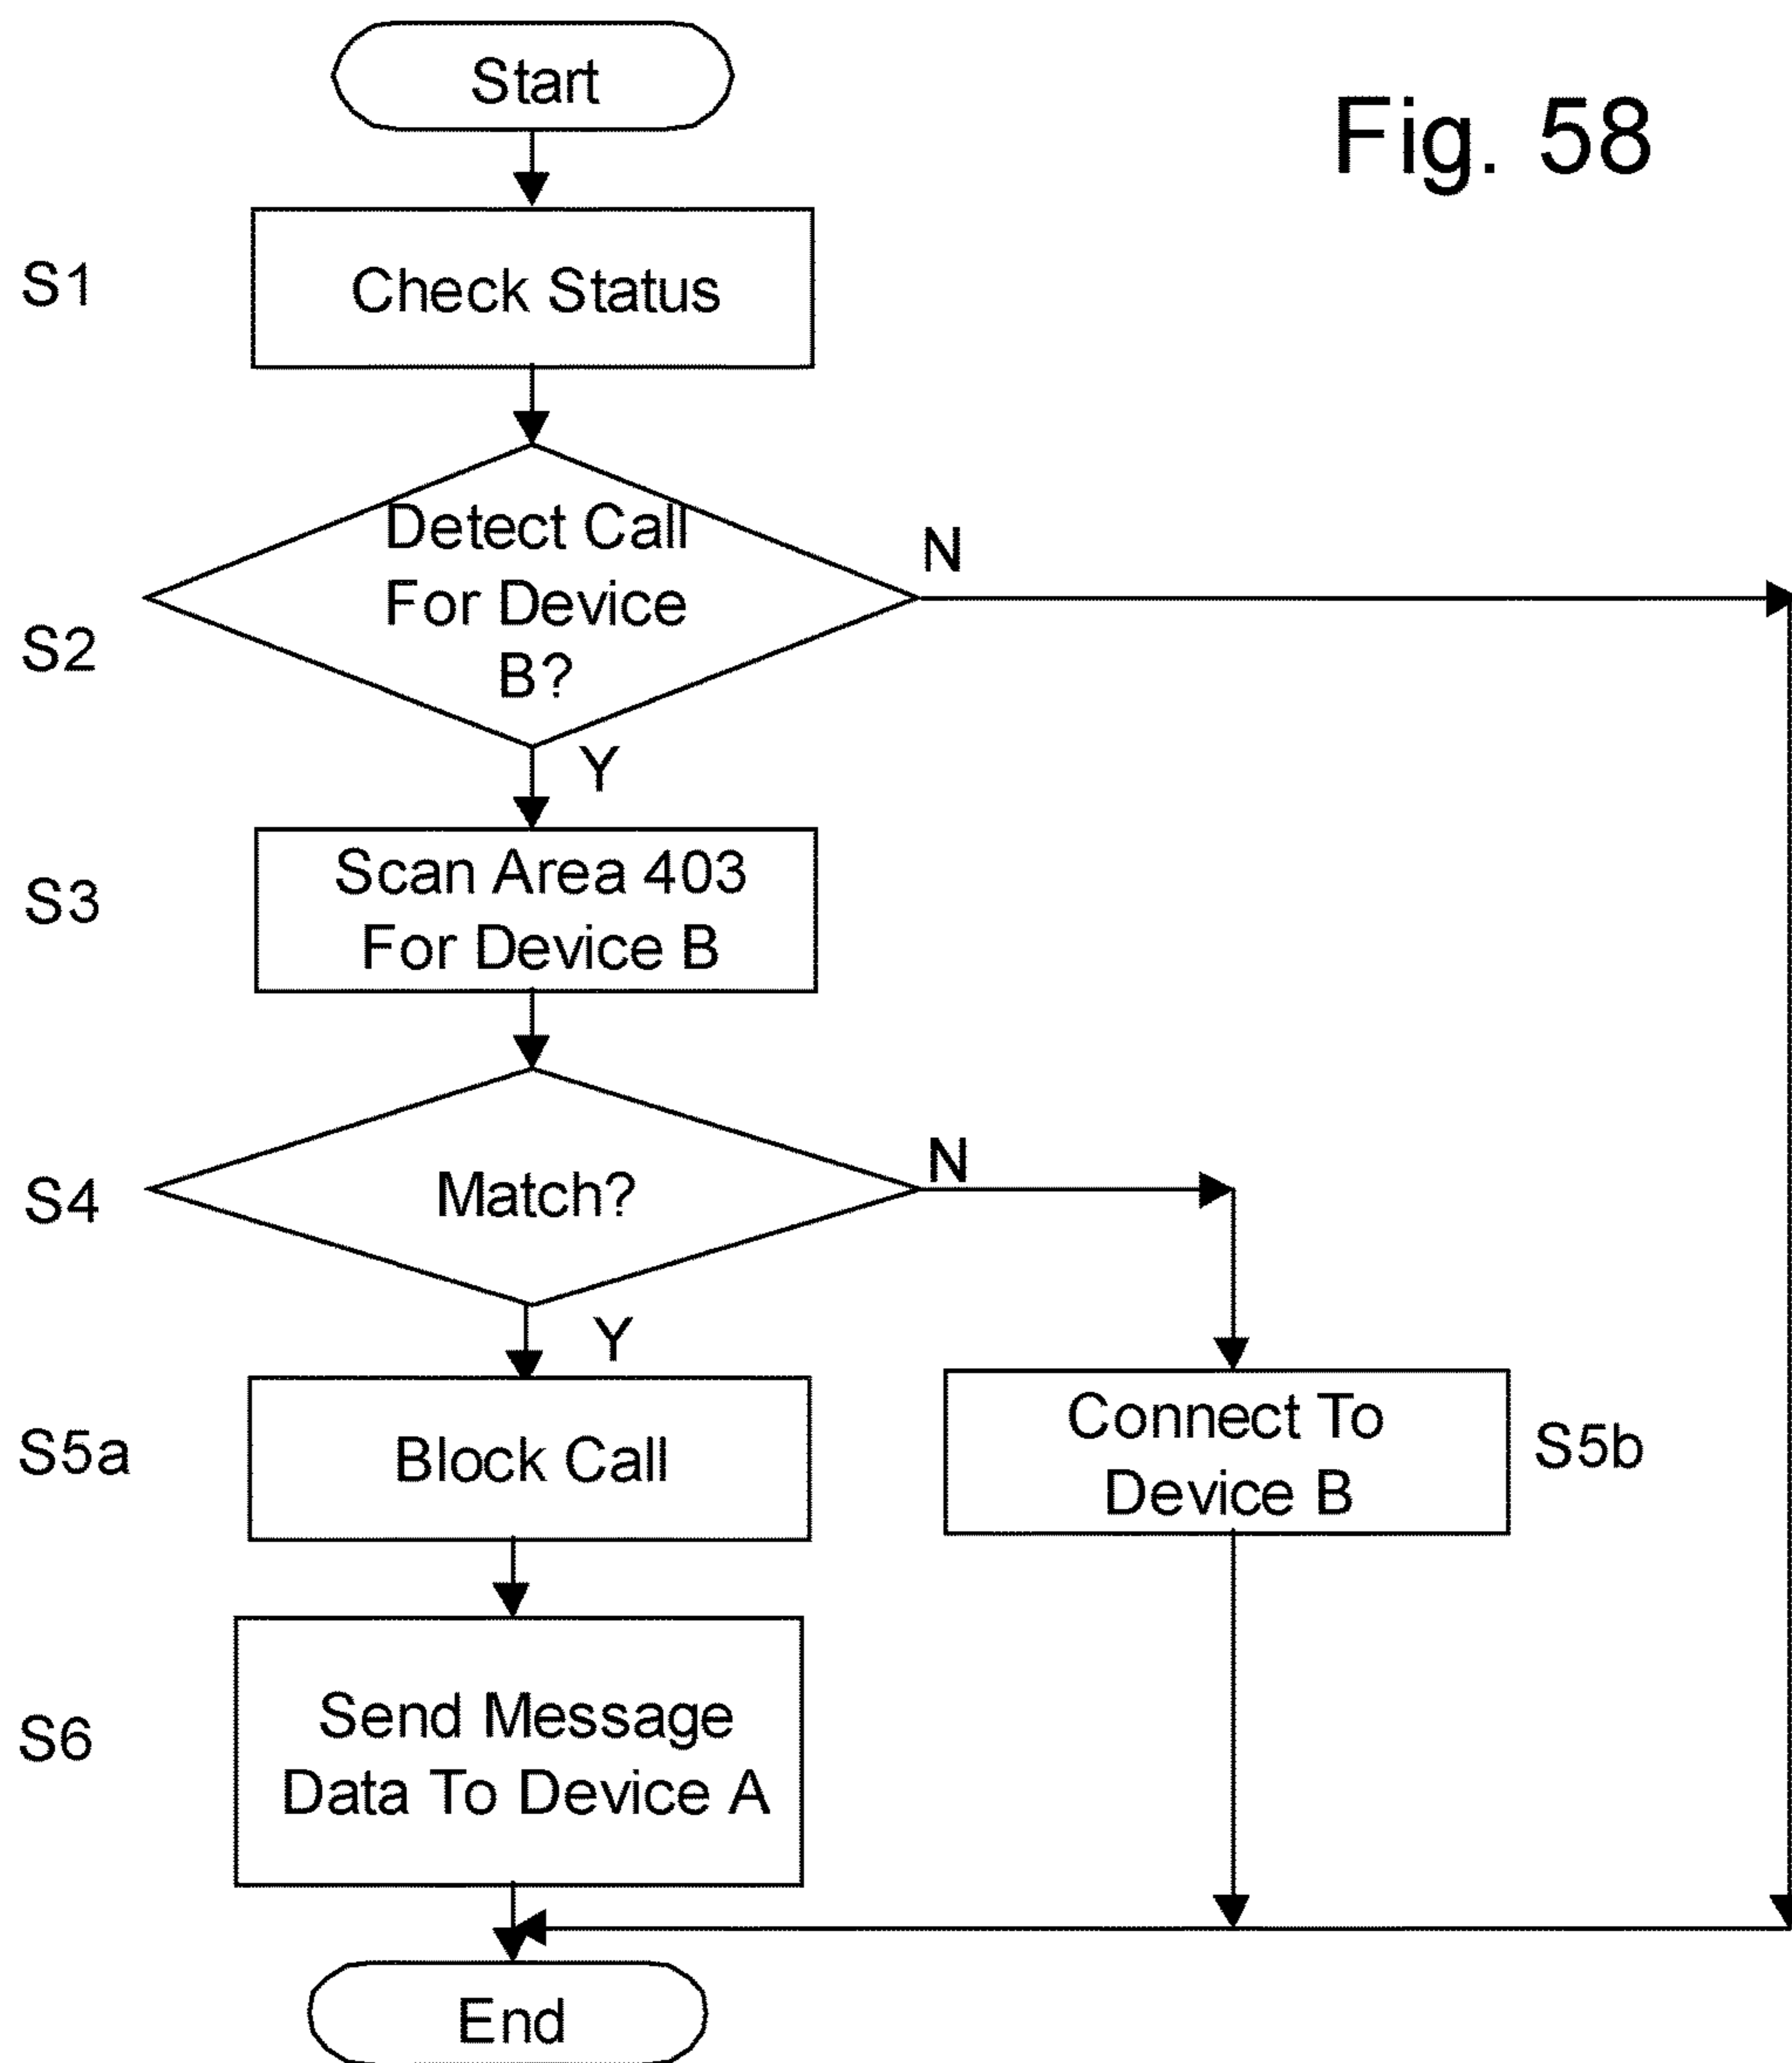 Start
Fig. 58
S1
Check Status
Detect Call
For Device
B?
N
S2
Y
S3
Scan Area 403
For Device B
S4
Match?
N
Y
S5a
Block Call
Connect To
Device B
S5b
S6
Send Message
Data To Device A
End